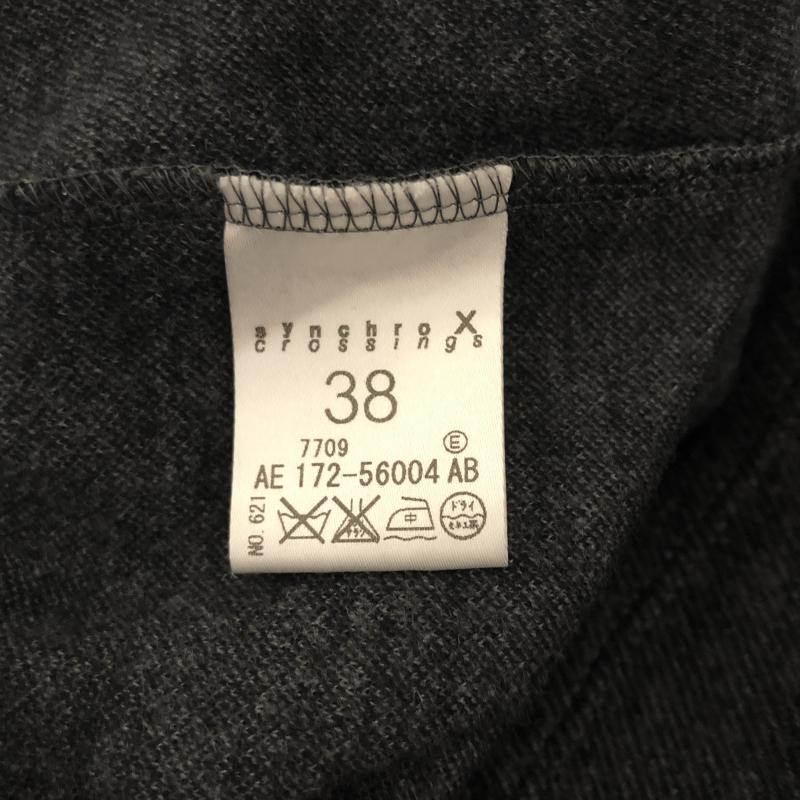 synchro X
crossings
38
7709 E
AE 172-56004 AB
NO. 621
ドライ